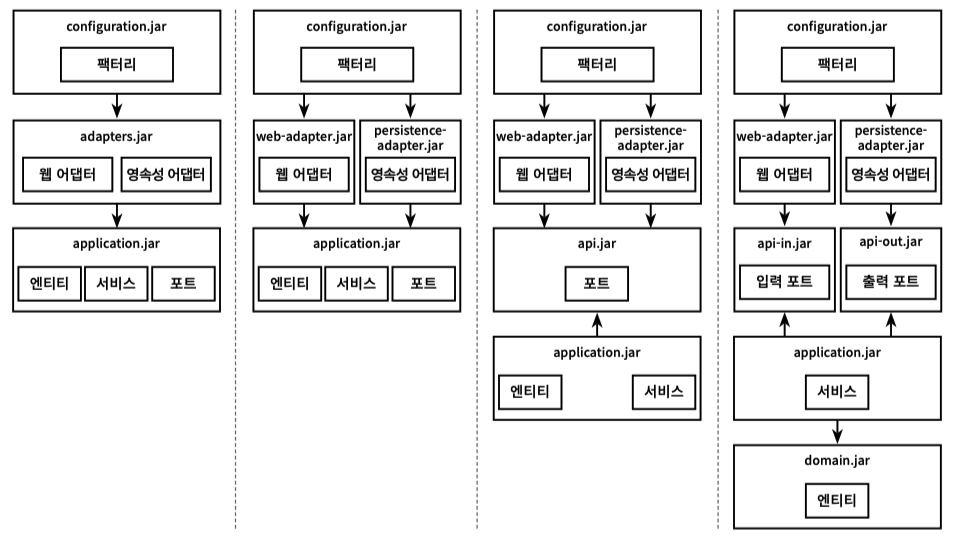 configuration.jar
팩터리
adapters.jar
웹 어댑터
영속성 어댑터
application.jar
엔티티
서비스
포트
configuration.jar
팩터리
web-adapter.jar
웹 어댑터
persistence-
adapter.jar
영속성 어댑터
application.jar
엔티티
서비스
포트
configuration.jar
팩터리
web-adapter.jar
웹 어댑터
persistence-
adapter.jar
영속성 어댑터
api.jar
포트
application.jar
엔티티
서비스
configuration.jar
팩터리
web-adapter.jar
웹 어댑터
persistence-
adapter.jar
영속성 어댑터
api-in.jar
입력 포트
api-out.jar
출력 포트
application.jar
서비스
domain.jar
엔티티